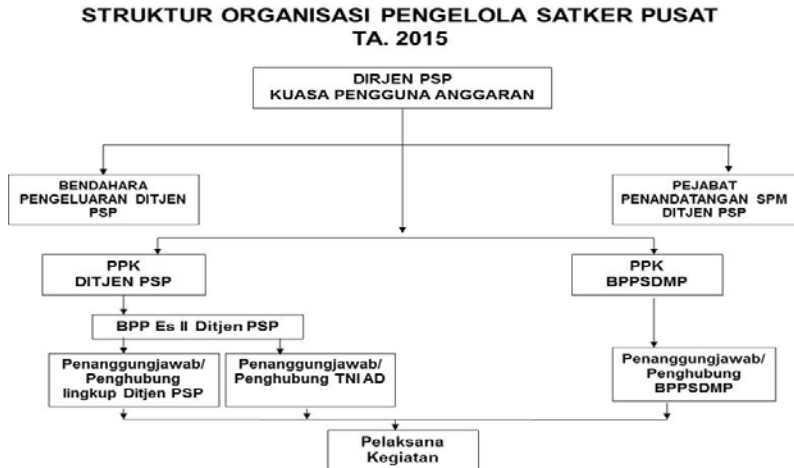 STRUKTUR ORGANISASI PENGELOLA SATKER PUSAT
TA. 2015
DIRJEN PSP
KUASA PENGGUNA ANGGARAN
BENDAHARA
PENGELUARAN DITJEN
PSP
PEJABAT
PENANDATANGAN SPM
DITJEN PSP
PPK
DITJEN PSP
PPK
BPPSDMP
BPP Es II Ditjen PSP
Penanggungjawab/
Penghubung
lingkup Ditjen PSP
Penanggungjawab/
Penghubung TNI AD
Penanggungjawab/
Penghubung
BPPSDMP
Pelaksana
Kegiatan